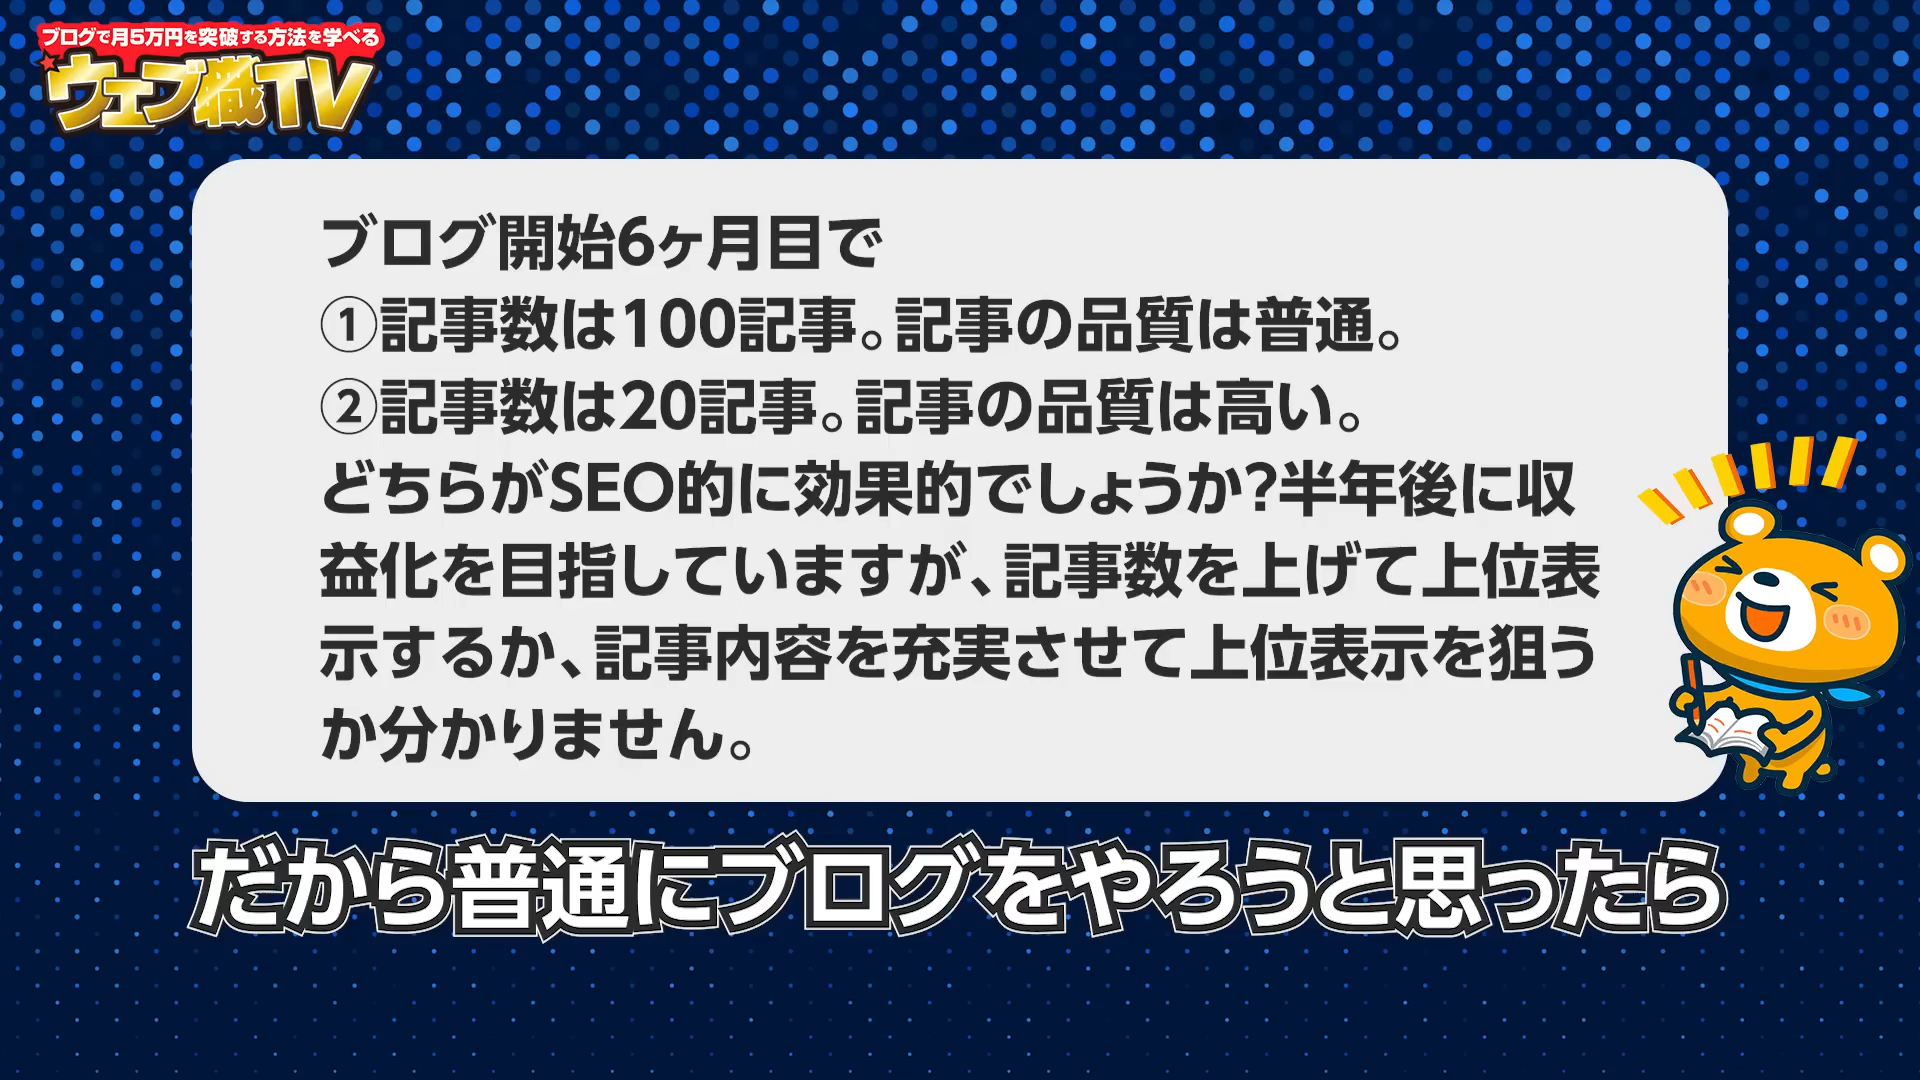 ブログで月5万円を突破する方法を学べる
ウェブ職TV
ブログ開始6ヶ月目で
①記事数は100記事。記事の品質は普通。
②記事数は20記事。記事の品質は高い。
どちらがSEO的に効果的でしょうか?半年後に収
益化を目指していますが、記事数を上げて上位表
示するか、記事内容を充実させて上位表示を狙う
か分かりません。
だから普通にブログをやろうと思ったら